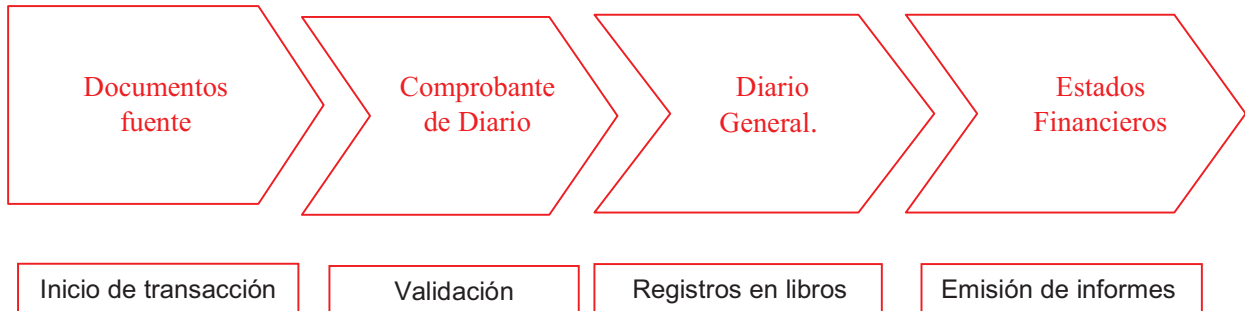 Documentos
fuente
Comprobante
de Diario
Diario
General.
Estados
Financieros
Inicio de transacción
Validación
Registros en libros
Emisión de informes